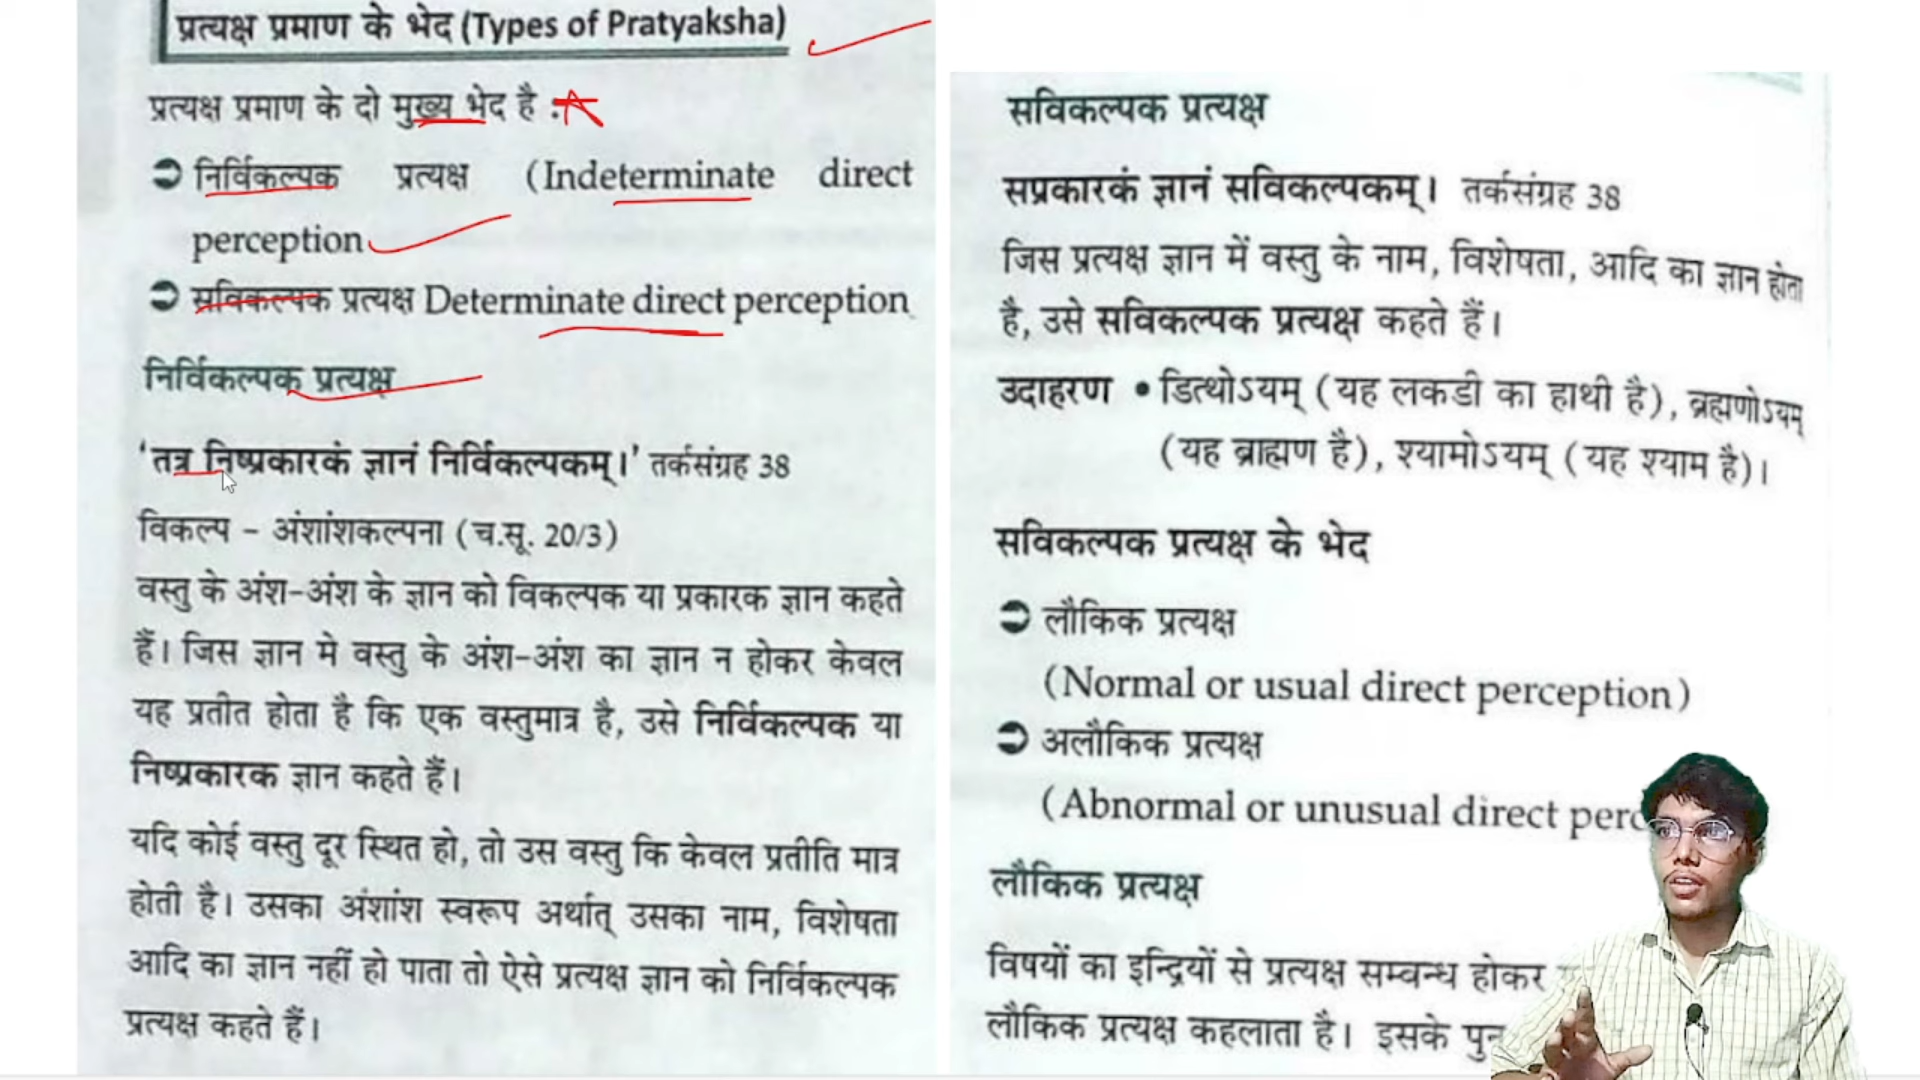 प्रत्यक्ष प्रमाण के भेद (Types of Pratyaksha)
प्रत्यक्ष प्रमाण के दो मुख्य भेद है :
निर्विकल्पक प्रत्यक्ष (Indeterminate direct
perception
सविकल्पक प्रत्यक्ष Determinate direct perception
निर्विकल्पक प्रत्यक्ष
'तत्र निष्प्रकारकं ज्ञानं निर्विकल्पकम्।' तर्कसंग्रह 38
विकल्प – अंशांशकल्पना (च.सू. 20/3)
वस्तु के अंश-अंश के ज्ञान को विकल्पक या प्रकारक ज्ञान कहते
हैं। जिस ज्ञान मे वस्तु के अंश-अंश का ज्ञान न होकर केवल
यह प्रतीत होता है कि एक वस्तुमात्र है, उसे निर्विकल्पक या
निष्प्रकारक ज्ञान कहते हैं।
यदि कोई वस्तु दूर स्थित हो, तो उस वस्तु कि केवल प्रतीति मात्र
होती है। उसका अंशांश स्वरूप अर्थात् उसका नाम, विशेषता
आदि का ज्ञान नहीं हो पाता तो ऐसे प्रत्यक्ष ज्ञान को निर्विकल्पक
प्रत्यक्ष कहते हैं।
सविकल्पक प्रत्यक्ष
सप्रकारकं ज्ञानं सविकल्पकम्। तर्कसंग्रह 38
जिस प्रत्यक्ष ज्ञान में वस्तु के नाम, विशेषता, आदि का ज्ञान होता
है, उसे सविकल्पक प्रत्यक्ष कहते हैं।
उदाहरण • डित्थोऽयम् (यह लकडी का हाथी है), ब्रह्मणोऽयम्
(यह ब्राह्मण है), श्यामोऽयम् (यह श्याम है)।
सविकल्पक प्रत्यक्ष के भेद
लौकिक प्रत्यक्ष
(Normal or usual direct perception)
अलौकिक प्रत्यक्ष
(Abnormal or unusual direct perc
लौकिक प्रत्यक्ष
विषयों का इन्द्रियों से प्रत्यक्ष सम्बन्ध होकर
लौकिक प्रत्यक्ष कहलाता है। इसके